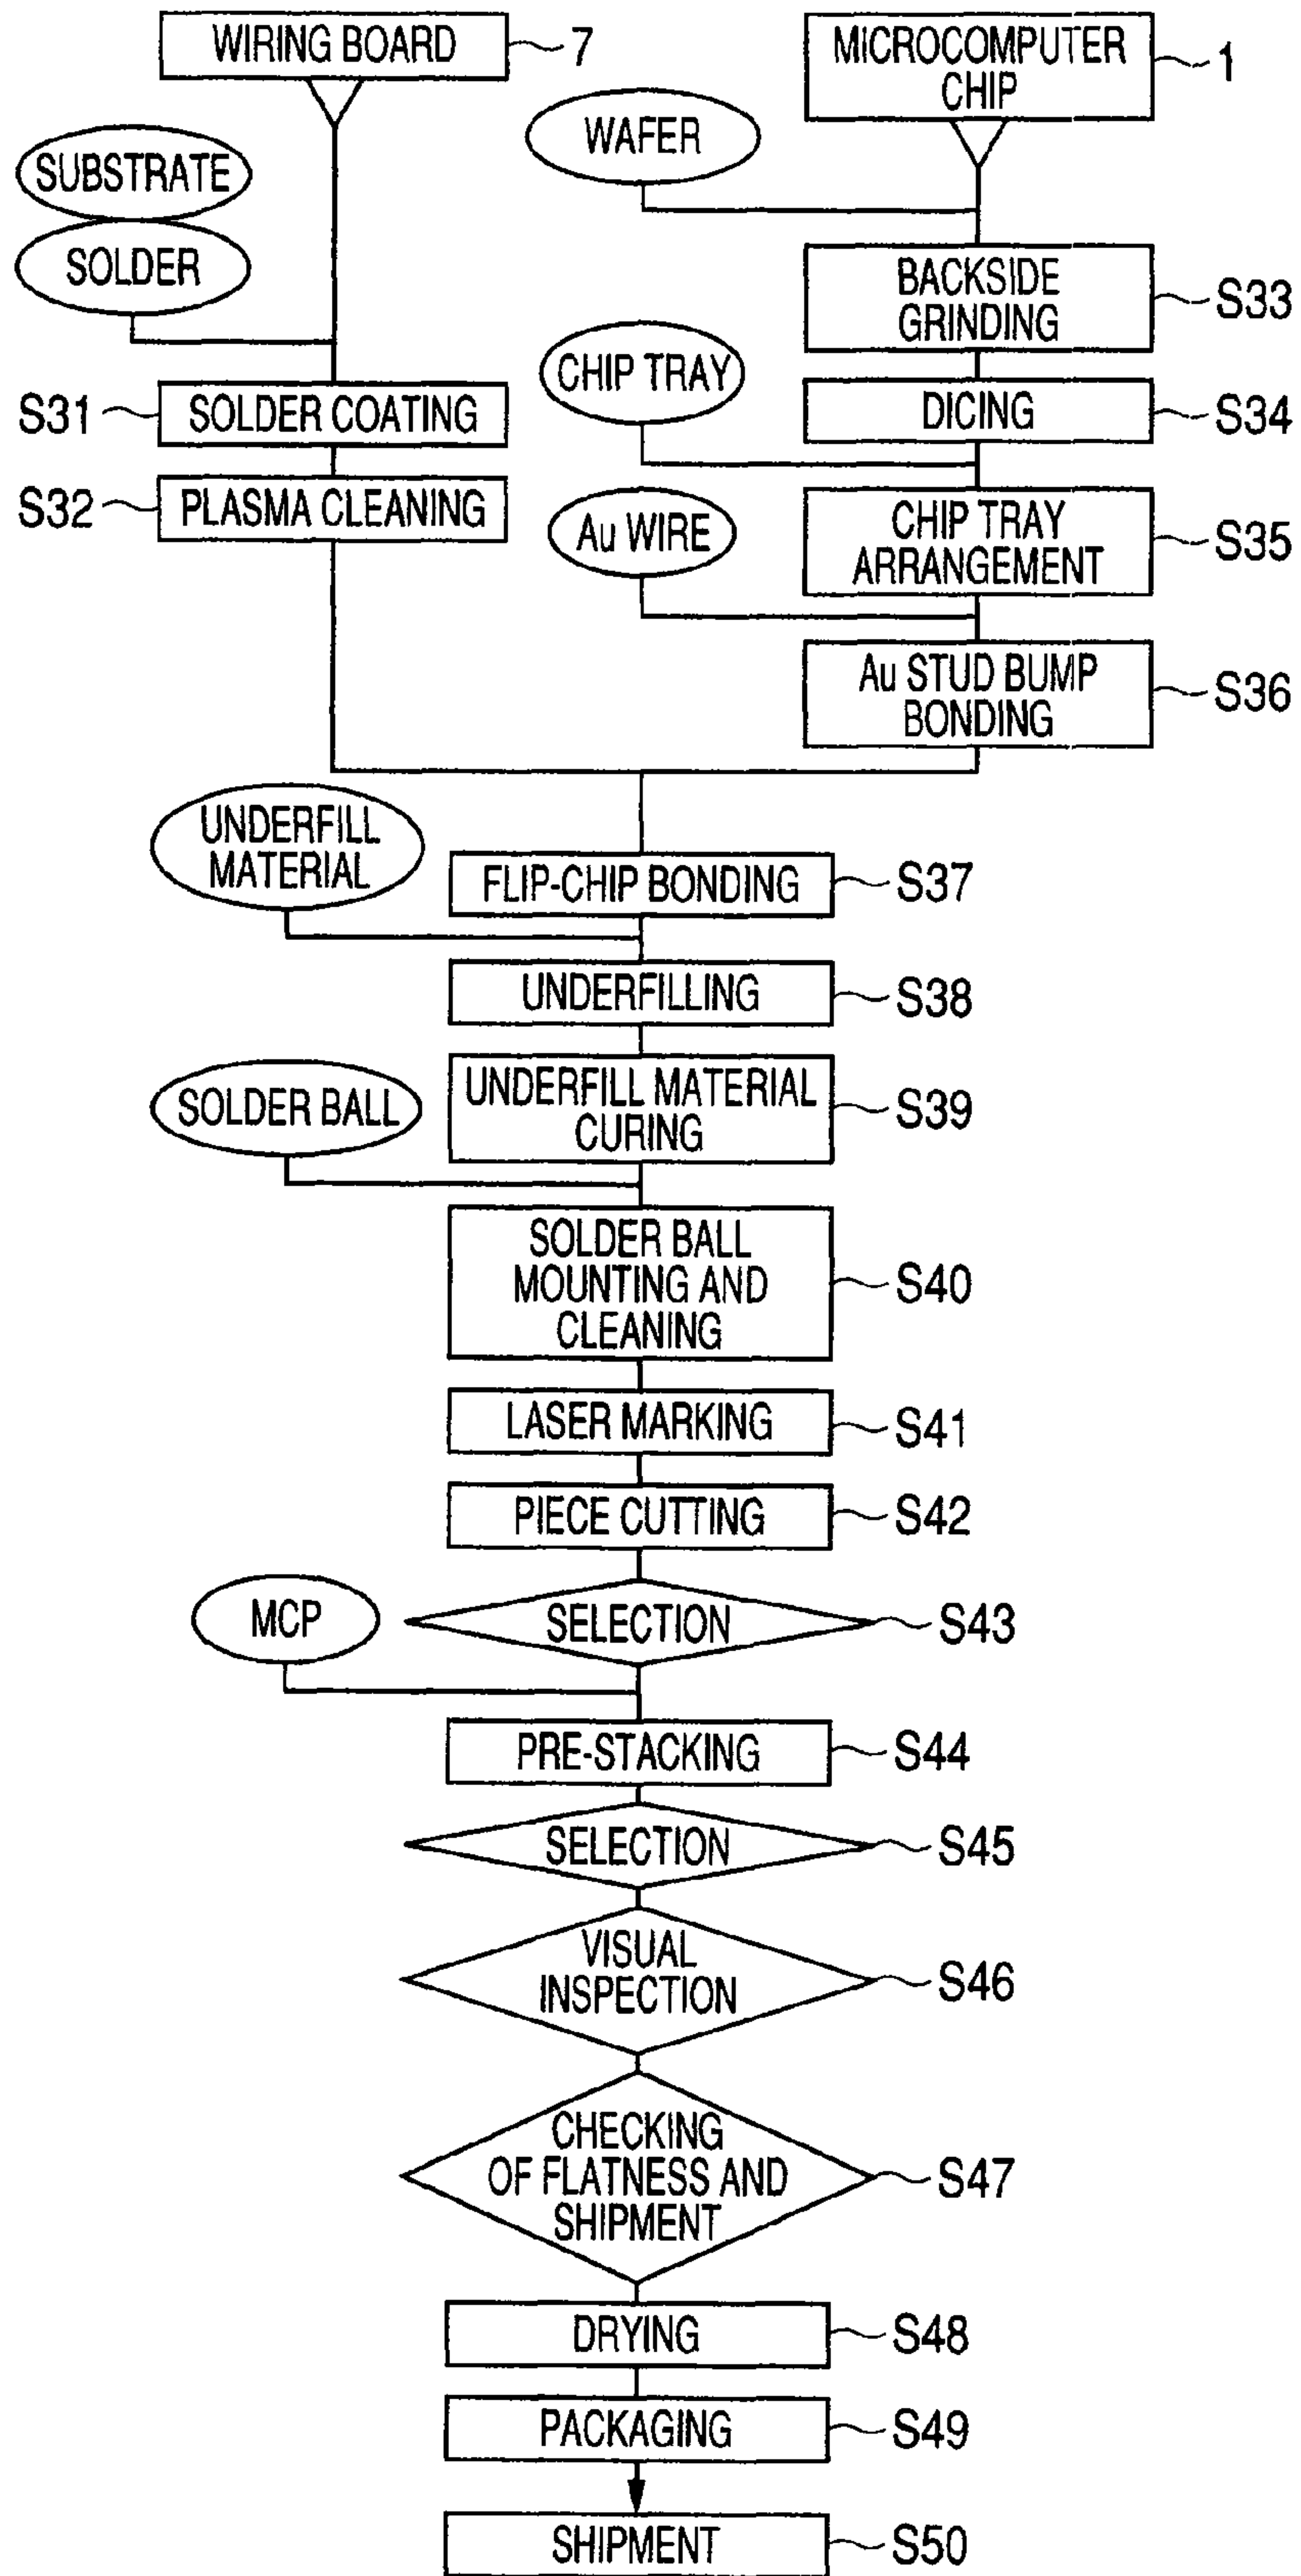 WIRING BOARD
7
MICROCOMPUTER
CHIP
1
WAFER
SUBSTRATE
SOLDER
BACKSIDE
GRINDING
S33
CHIP TRAY
S31
SOLDER COATING
DICING
S34
S32
PLASMA CLEANING
Au WIRE
CHIP TRAY
ARRANGEMENT
S35
Au STUD BUMP
BONDING
S36
UNDERFILL
MATERIAL
FLIP-CHIP BONDING
S37
UNDERFILLING
S38
SOLDER BALL
UNDERFILL MATERIAL
CURING
S39
SOLDER BALL
MOUNTING AND
CLEANING
S40
LASER MARKING
S41
PIECE CUTTING
S42
MCP
SELECTION
S43
PRE-STACKING
S44
SELECTION
S45
VISUAL
INSPECTION
S46
CHECKING
OF FLATNESS AND
SHIPMENT
S47
DRYING
S48
PACKAGING
S49
SHIPMENT
S50